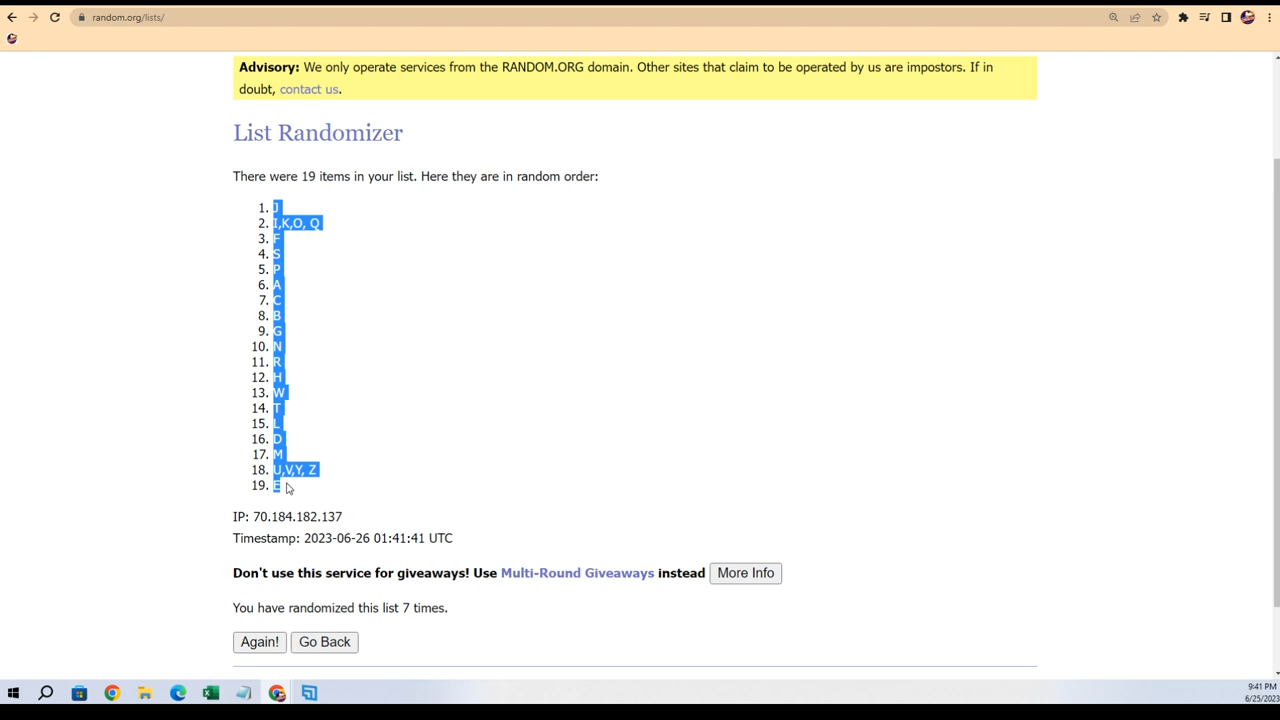 random.org/lists/
Advisory: We only operate services from the RANDOM.ORG domain. Other sites that claim to be operated by us are impostors. If in
doubt, contact us.
List Randomizer
There were 19 items in your list. Here they are in random order:
1. J
2. I,K,O, Q
3. F
4. S
5. P
6. A
7. C
8. B
9. G
10. N
11. R
12. H
13. W
14. T
15. L
16. D
17. M
18. U,V,Y, Z
19. E
IP: 70.184.182.137
Timestamp: 2023-06-26 01:41:41 UTC
Don't use this service for giveaways! Use Multi-Round Giveaways instead More Info
You have randomized this list 7 times.
Again! Go Back
9:41 PM
6/25/2023